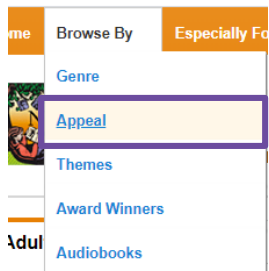 ome Browse By Especially Fo
Genre
Appeal
Themes
Award Winners
Adul
Audiobooks